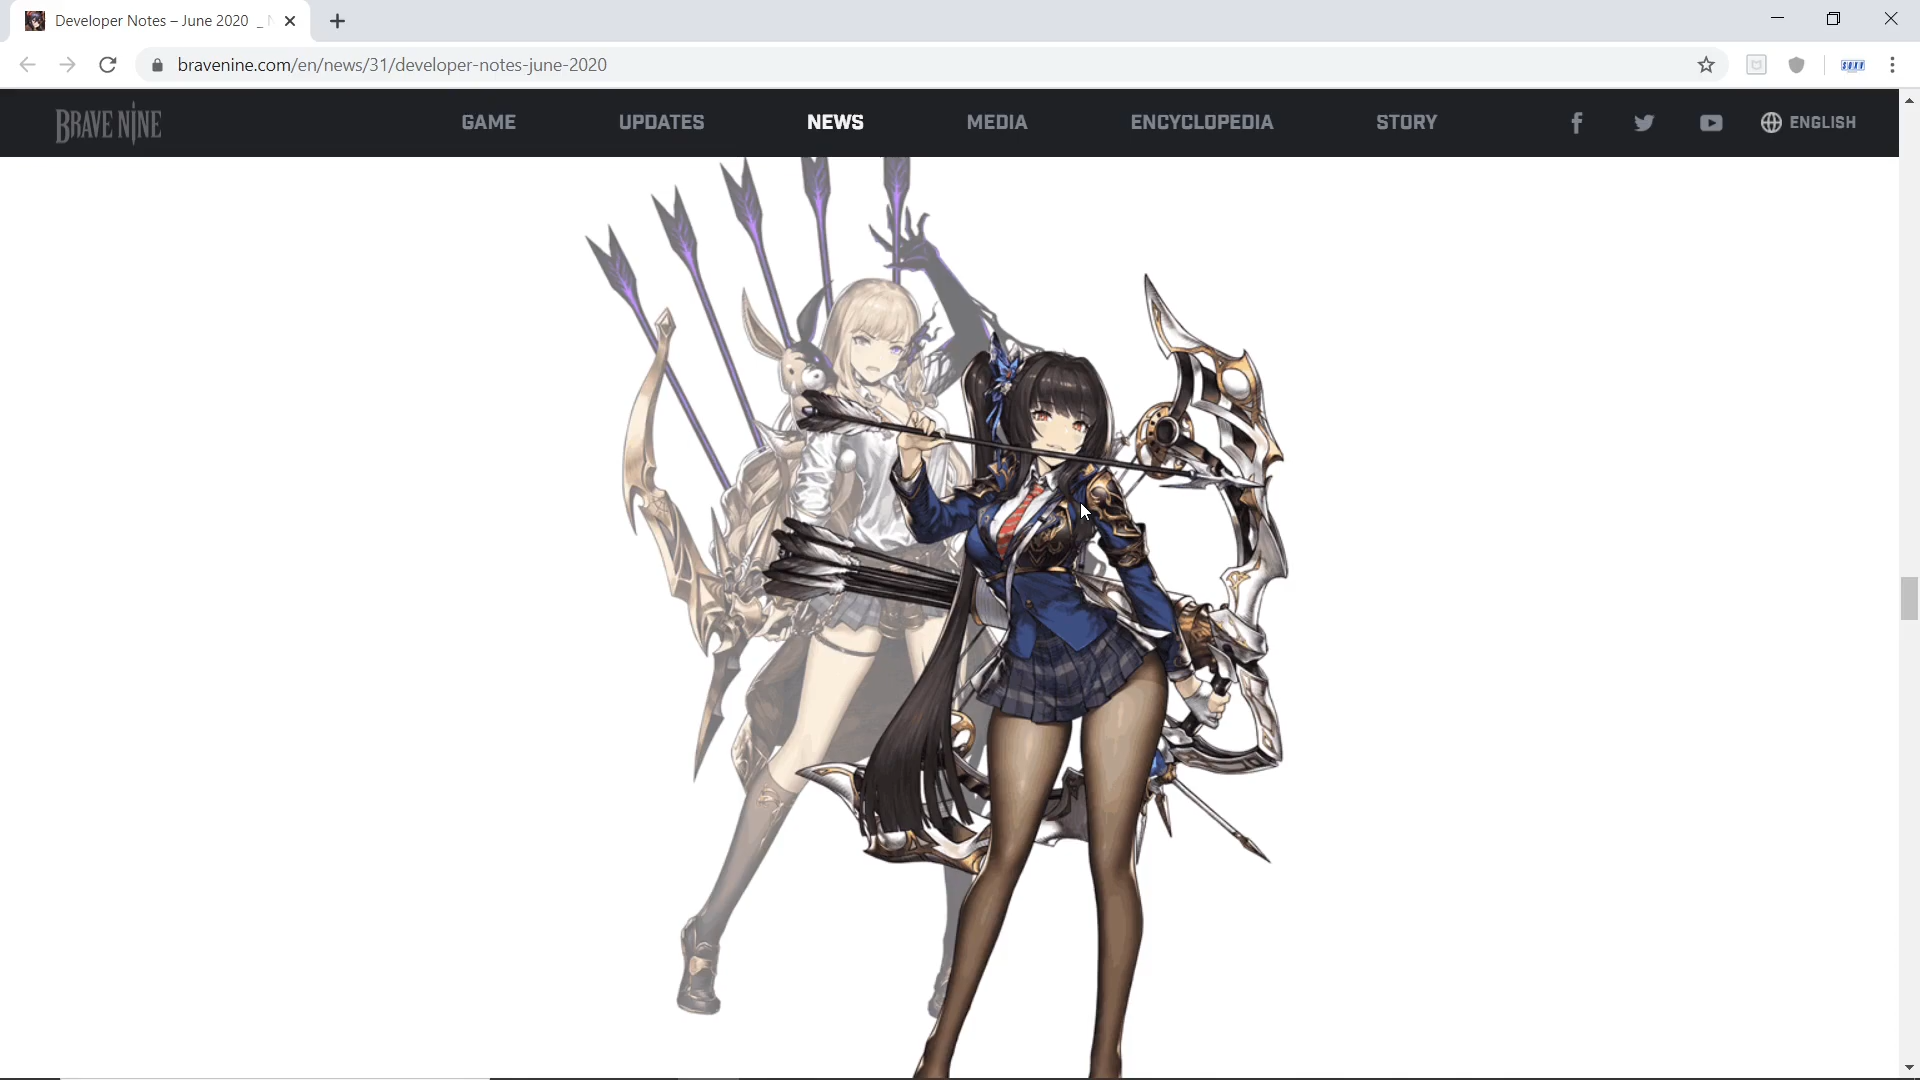 Developer Notes – June 2020 _
bravenine.com/en/news/31/developer-notes-june-2020
BRAVE NINE
GAME
UPDATES
NEWS
MEDIA
ENCYCLOPEDIA
STORY
ENGLISH